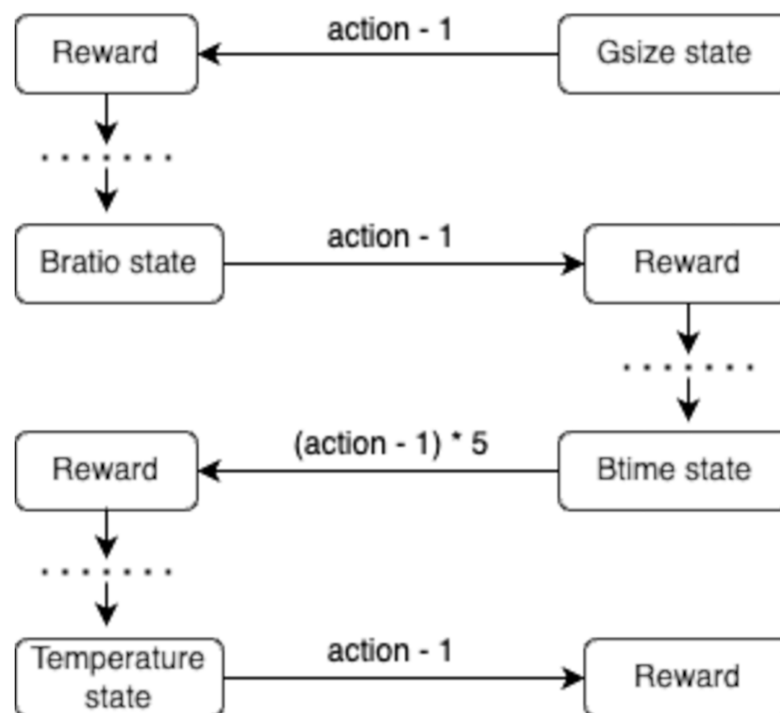 Reward
action - 1
Gsize state
.......
Bratio state
action - 1
Reward
.......
Reward
(action - 1) * 5
Btime state
.......
Temperature
state
action - 1
Reward